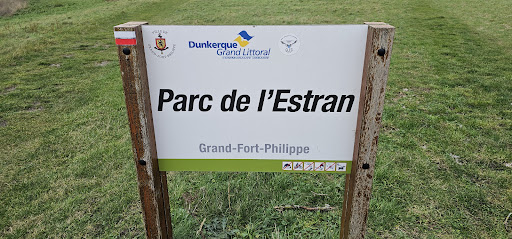 Dunkerque
Grand Littoral
Parc de l'Estran
Grand-Fort-Philippe